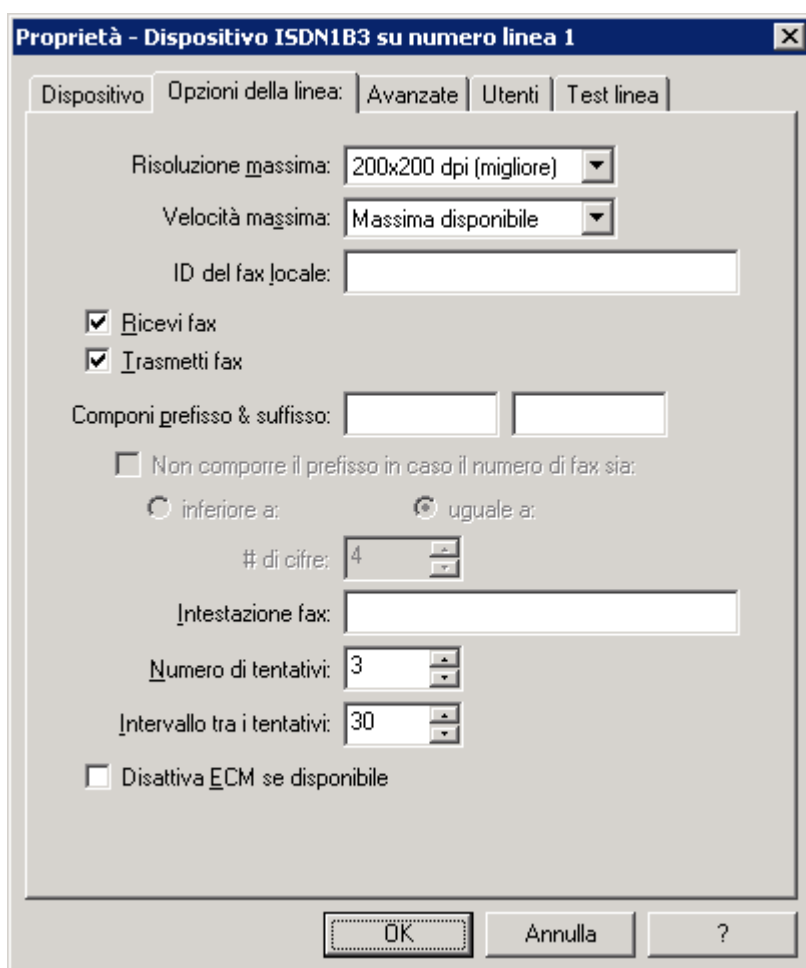 Proprietà - Dispositivo ISDN1B3 su numero linea 1
Dispositivo Opzioni della linea: Avanzate Utenti Test linea
Risoluzione massima: 200x200 dpi (migliore)
Velocità massima: Massima disponibile
ID del fax locale:
Ricevi fax
Trasmetti fax
Componi prefisso & suffisso:
Non comporre il prefisso in caso il numero di fax sia:
inferiore a: uguale a:
# di cifre: 4
Intestazione fax:
Numero di tentativi: 3
Intervallo tra i tentativi: 30
Disattiva ECM se disponibile
OK Annulla ?